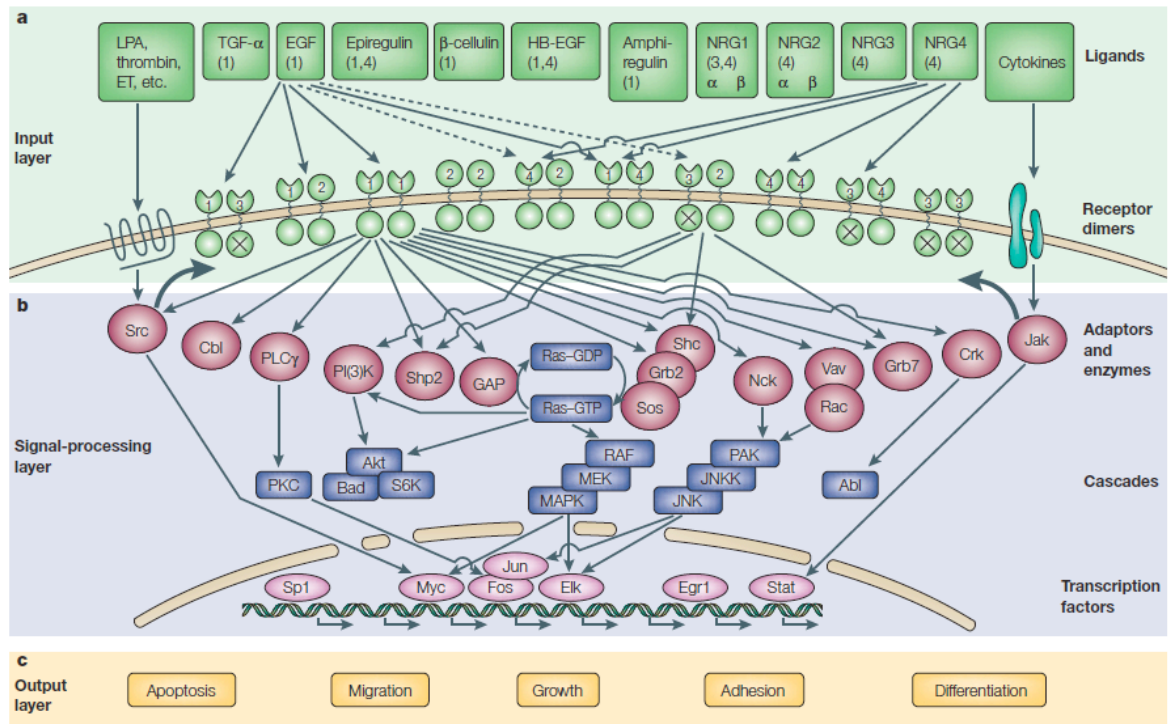 a
LPA,
thrombin,
ET, etc.
TGF-α
(1)
EGF
(1)
Epiregulin
(1,4)
β-cellulin
(1)
HB-EGF
(1,4)
Amphi-
regulin
(1)
NRG1
(3,4)
α β
NRG2
(4)
α β
NRG3
(4)
NRG4
(4)
Cytokines
Ligands
Input
layer
1 3
1 2
1 1
2 2
4 2
1 4
3 2
4 4
3 4
3 3
Receptor
dimers
b
Src
Cbl
PLCγ
PI(3)K
Shp2
GAP
Ras–GDP
Ras–GTP
Shc
Grb2
Sos
Nck
Vav
Rac
Grb7
Crk
Jak
Adaptors
and
enzymes
Signal-processing
layer
PKC
Akt
Bad
S6K
RAF
MEK
MAPK
PAK
JNKK
JNK
Abl
Cascades
Sp1
Myc
Jun
Fos
Elk
Egr1
Stat
Transcription
factors
c
Output
layer
Apoptosis
Migration
Growth
Adhesion
Differentiation